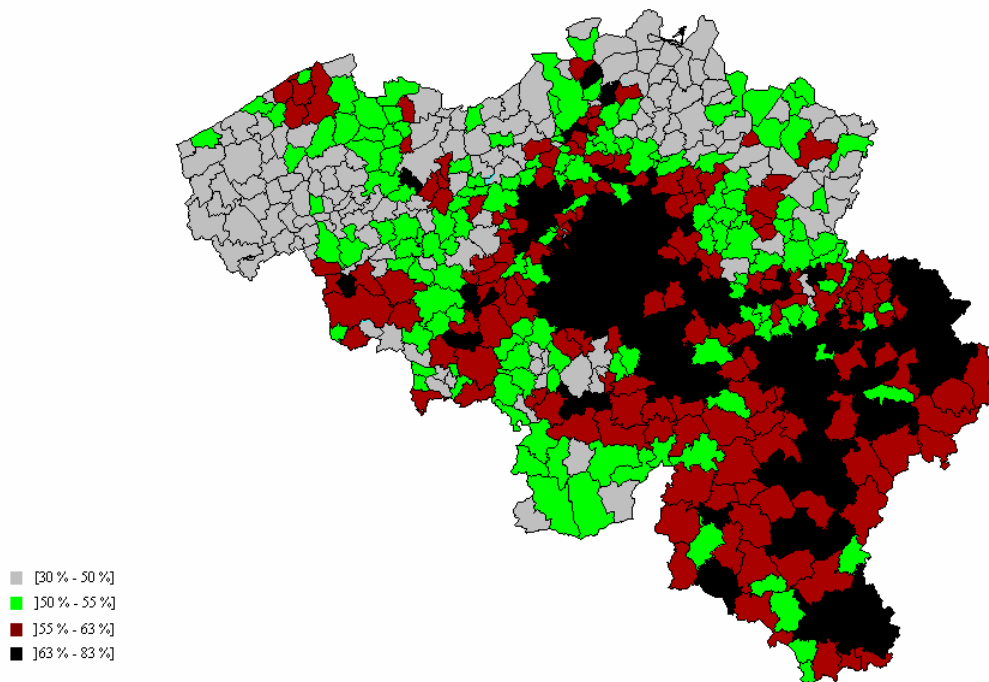 [30 % - 50 %]
]50 % - 55 %]
]55 % - 63 %]
]63 % - 83 %]